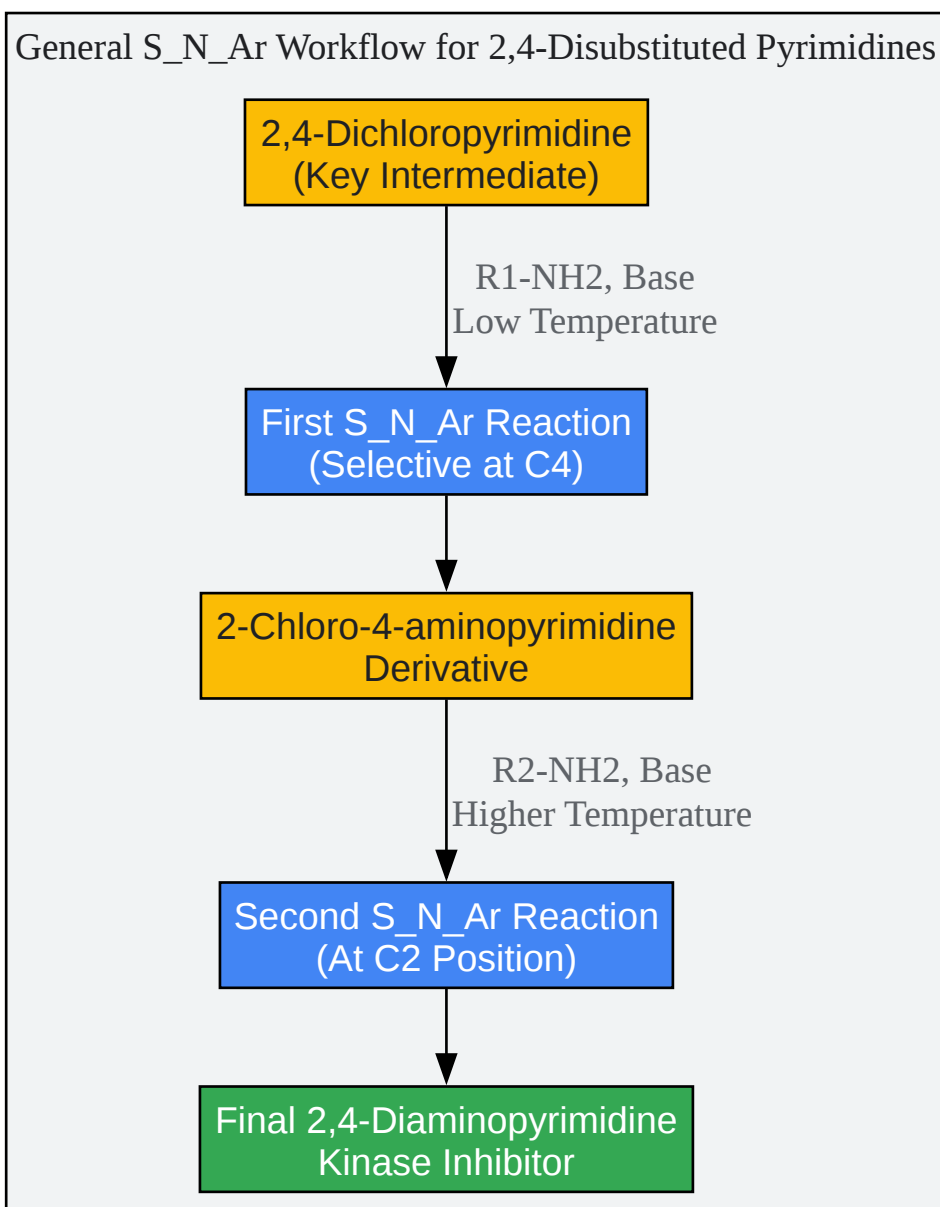 General S_N_Ar Workflow for 2,4-Disubstituted Pyrimidines
2,4-Dichloropyrimidine
(Key Intermediate)
R1-NH2, Base
Low Temperature
First S_N_Ar Reaction
(Selective at C4)
2-Chloro-4-aminopyrimidine
Derivative
R2-NH2, Base
Higher Temperature
Second S_N_Ar Reaction
(At C2 Position)
Final 2,4-Diaminopyrimidine
Kinase Inhibitor